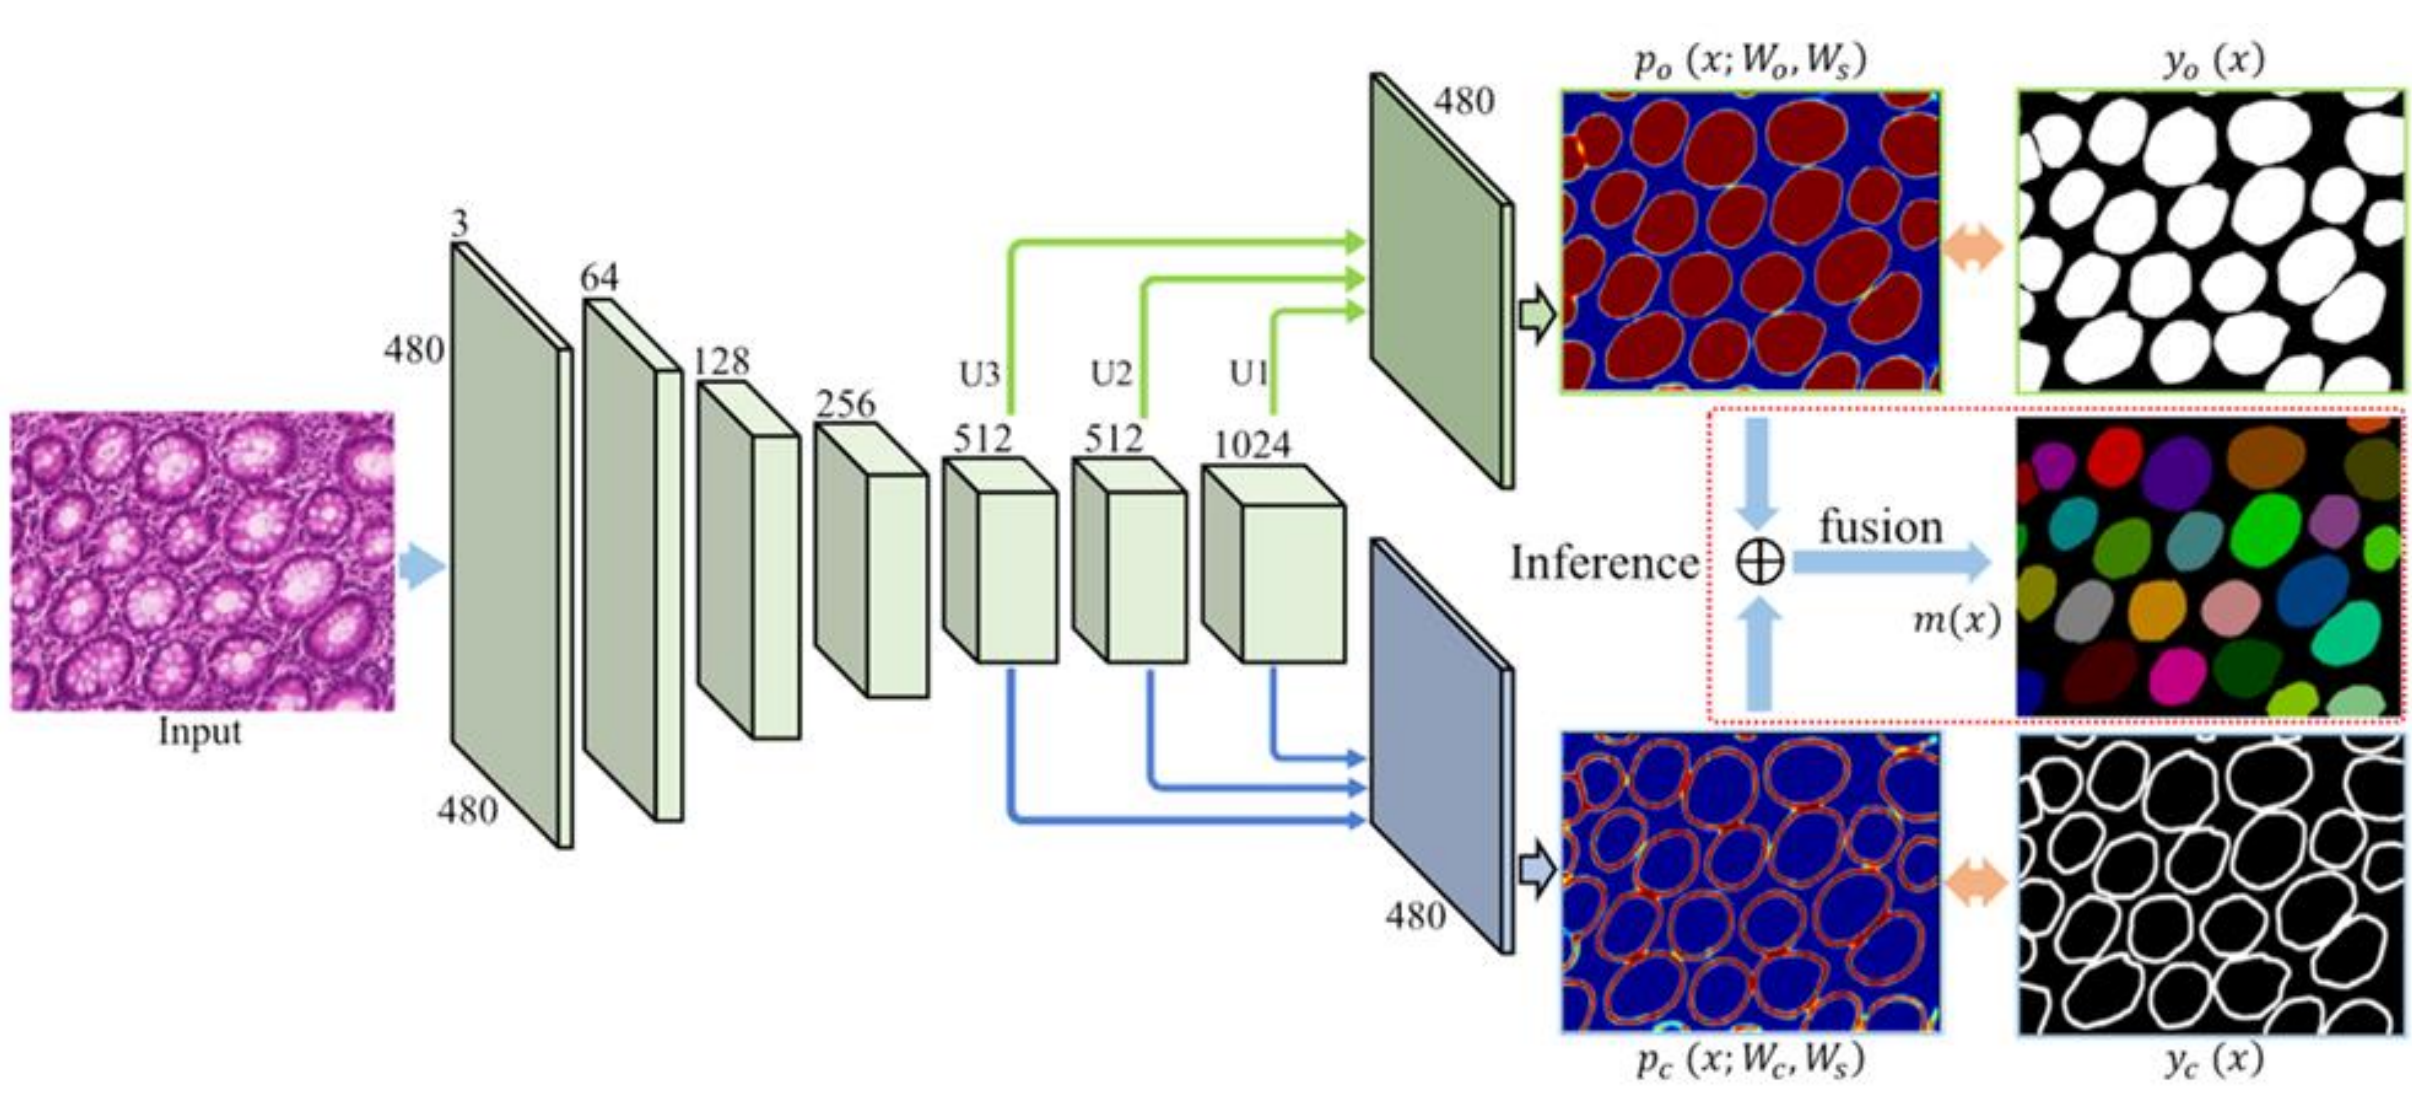 Input
3
480
480
64
128
256
512
512
1024
U3
U2
U1
480
480
p_o (x; W_o, W_s)
y_o (x)
Inference
⊕
fusion
m(x)
p_c (x; W_c, W_s)
y_c (x)